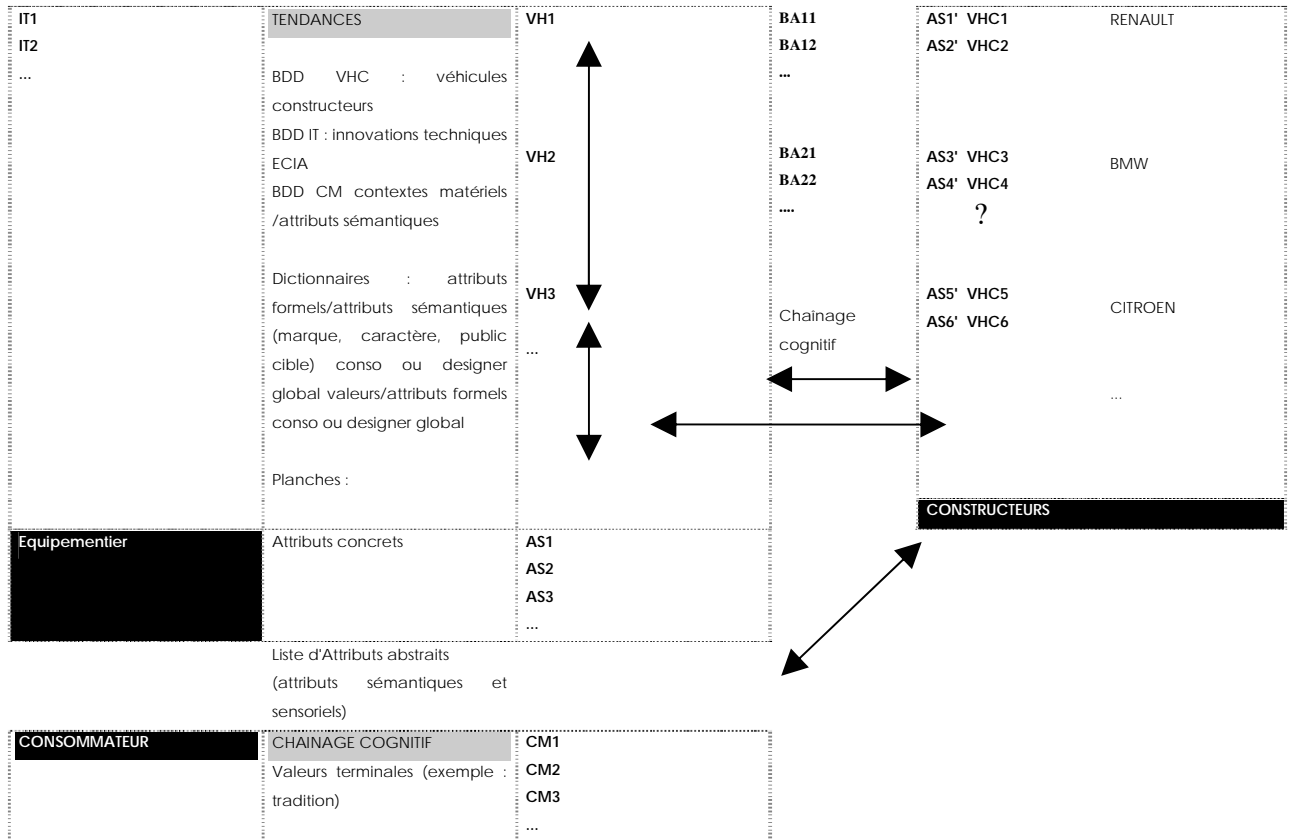 IT1
IT2
...
TENDANCES
BDD VHC : véhicules
constructeurs
BDD IT : innovations techniques
ECIA
BDD CM contextes matériels
/attributs sémantiques
Dictionnaires : attributs
formels/attributs sémantiques
(marque, caractère, public
cible) conso ou designer
global valeurs/attributs formels
conso ou designer global
Planches :
VH1
VH2
VH3
...
BA11
BA12
...
BA21
BA22
....
Chaînage
cognitif
AS1' VHC1
AS2' VHC2
AS3' VHC3
AS4' VHC4
?
AS5' VHC5
AS6' VHC6
RENAULT
BMW
CITROEN
...
CONSTRUCTEURS
Equipementier
Attributs concrets
AS1
AS2
AS3
...
Liste d'Attributs abstraits
(attributs sémantiques et
sensoriels)
CONSOMMATEUR
CHAINAGE COGNITIF
Valeurs terminales (exemple :
tradition)
CM1
CM2
CM3
...